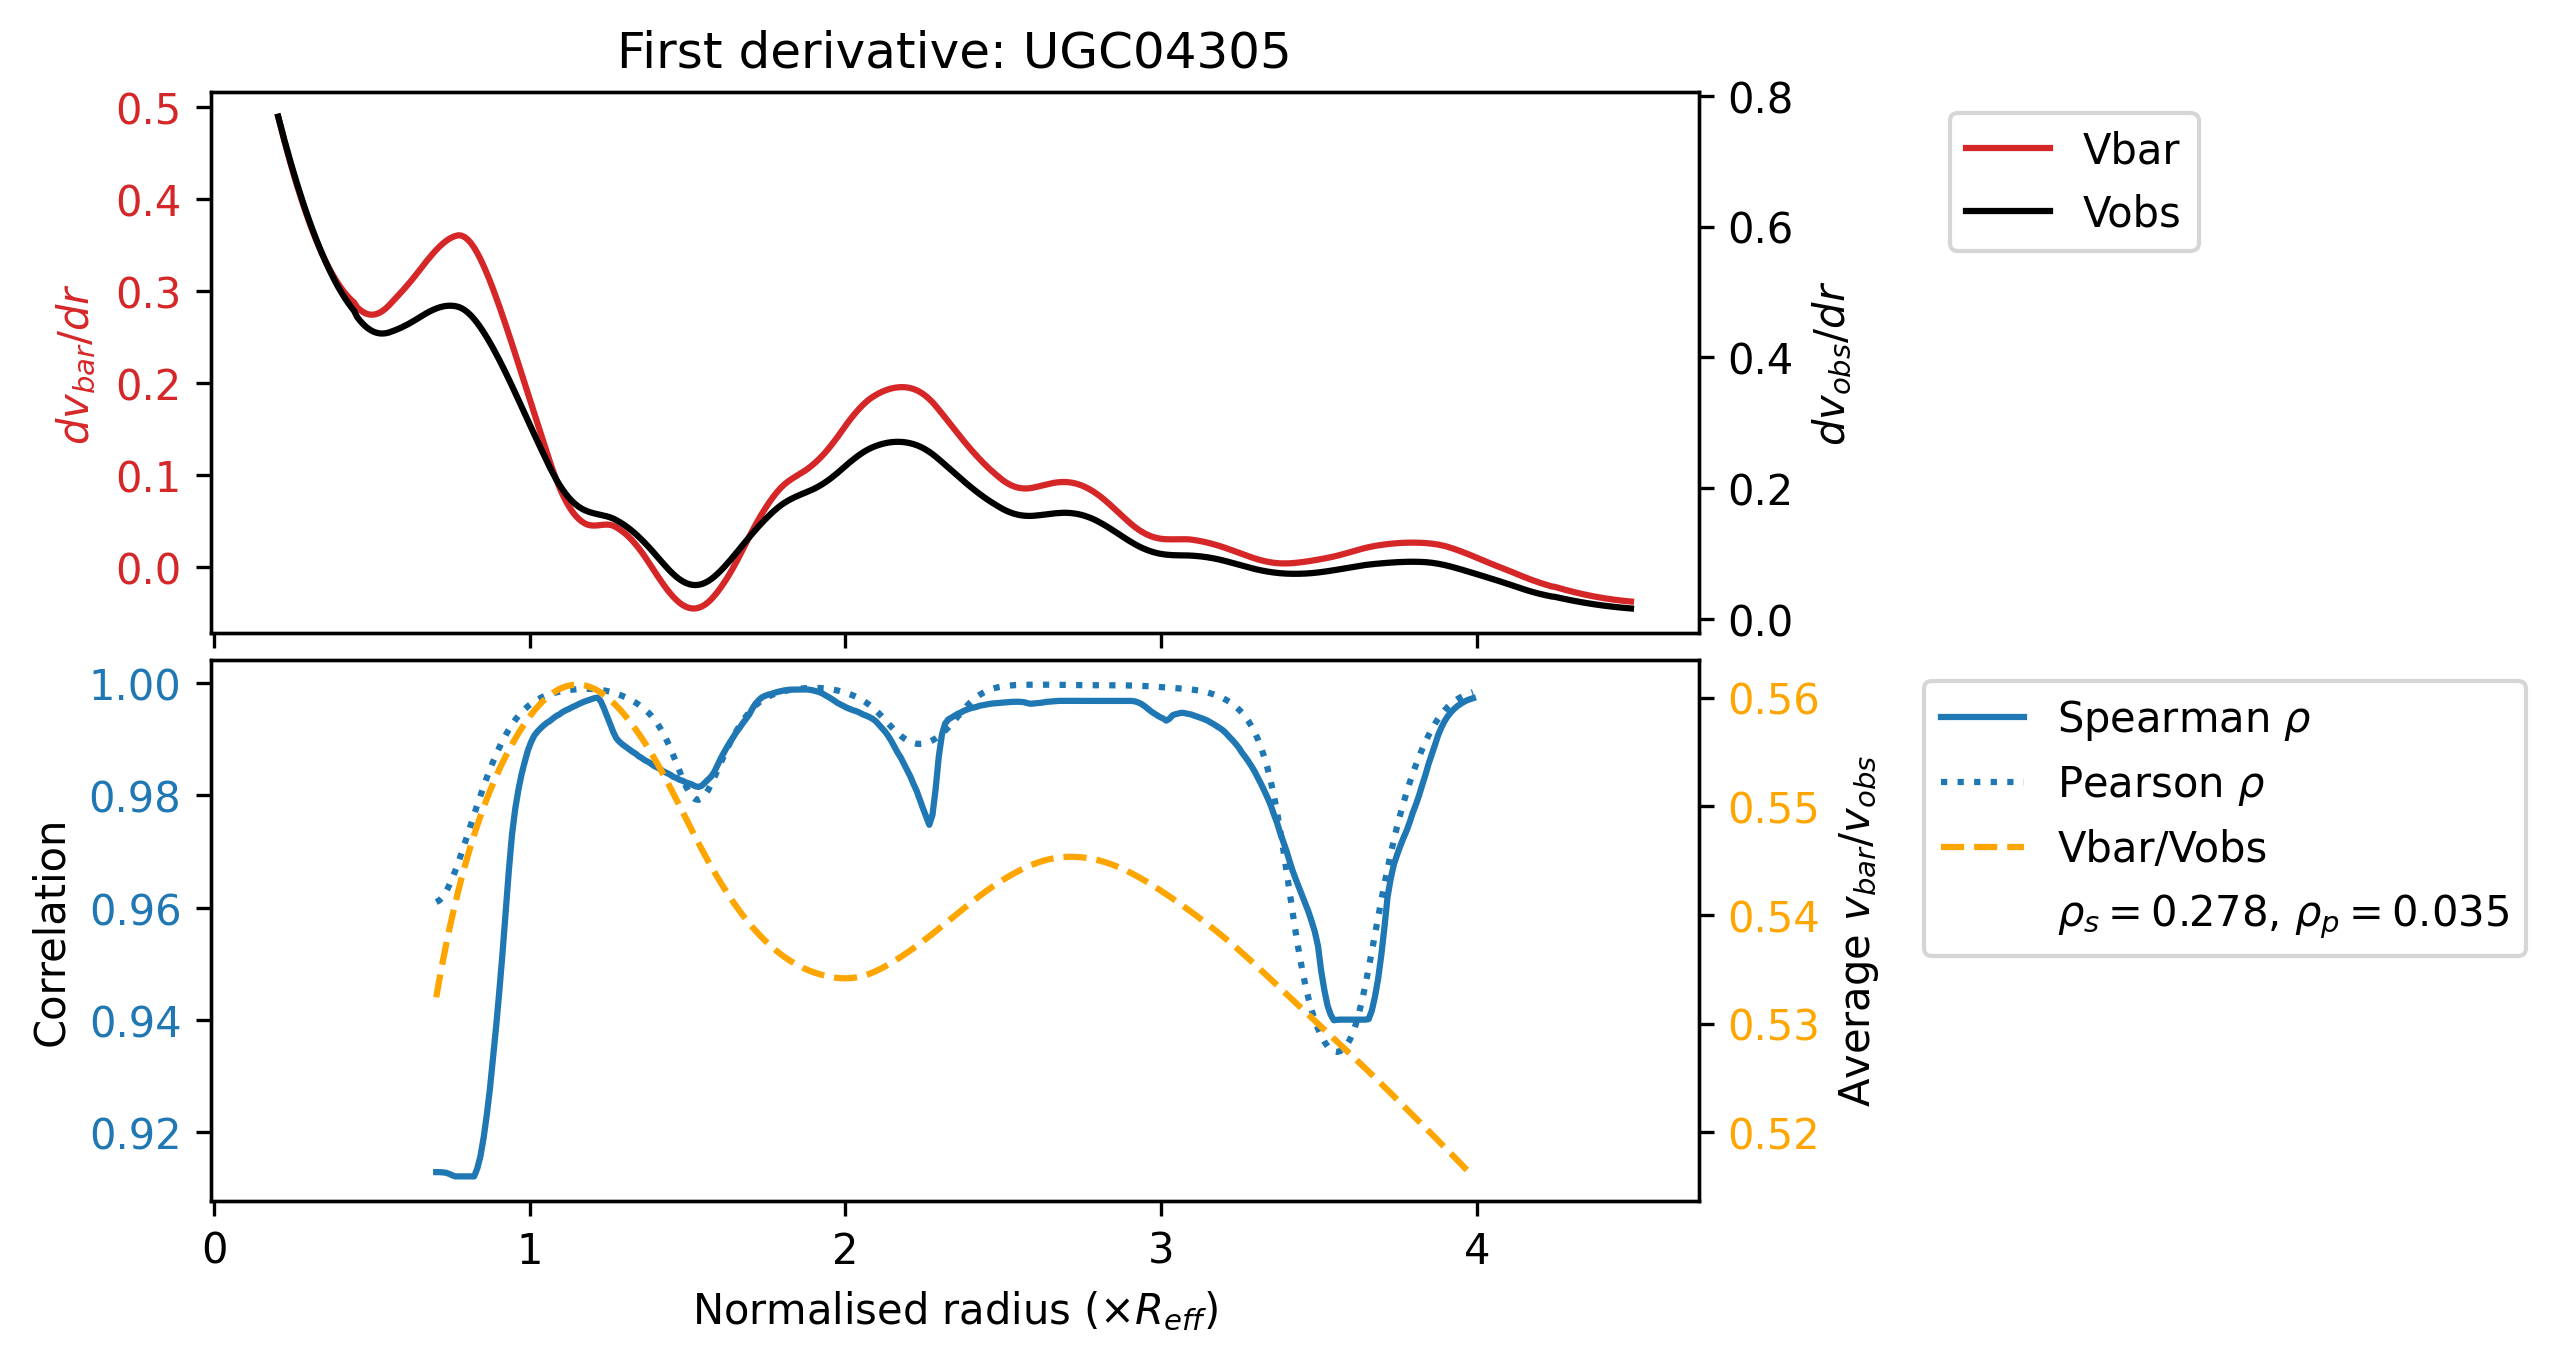 First derivative: UGC04305
0.5
0.4
0.3
0.2
0.1
0.0
dv_bar/dr
0.8
0.6
0.4
0.2
0.0
dv_obs/dr
Vbar
Vobs
1.00
0.98
0.96
0.94
0.92
Correlation
0.56
0.55
0.54
0.53
0.52
Average v_bar/v_obs
Spearman ρ
Pearson ρ
Vbar/Vobs
ρ_s = 0.278, ρ_p = 0.035
0 1 2 3 4
Normalised radius (×R_eff)